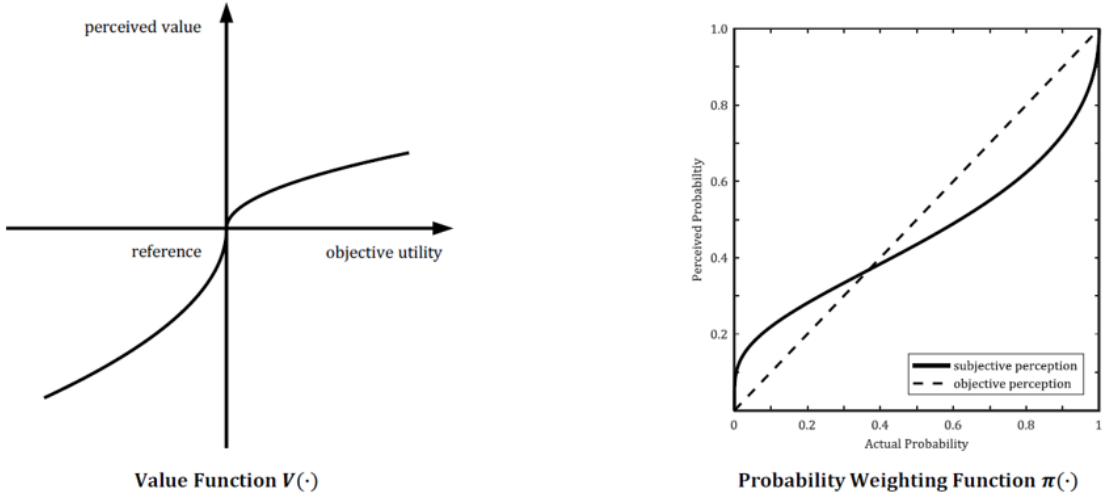 perceived value
reference
objective utility
Value Function V(·)
1.0
0.8
0.6
0.4
0.2
0
0.2
0.4
0.6
0.8
1
Perceived Probabiltiy
Actual Probability
subjective perception
objective perception
Probability Weighting Function π(·)